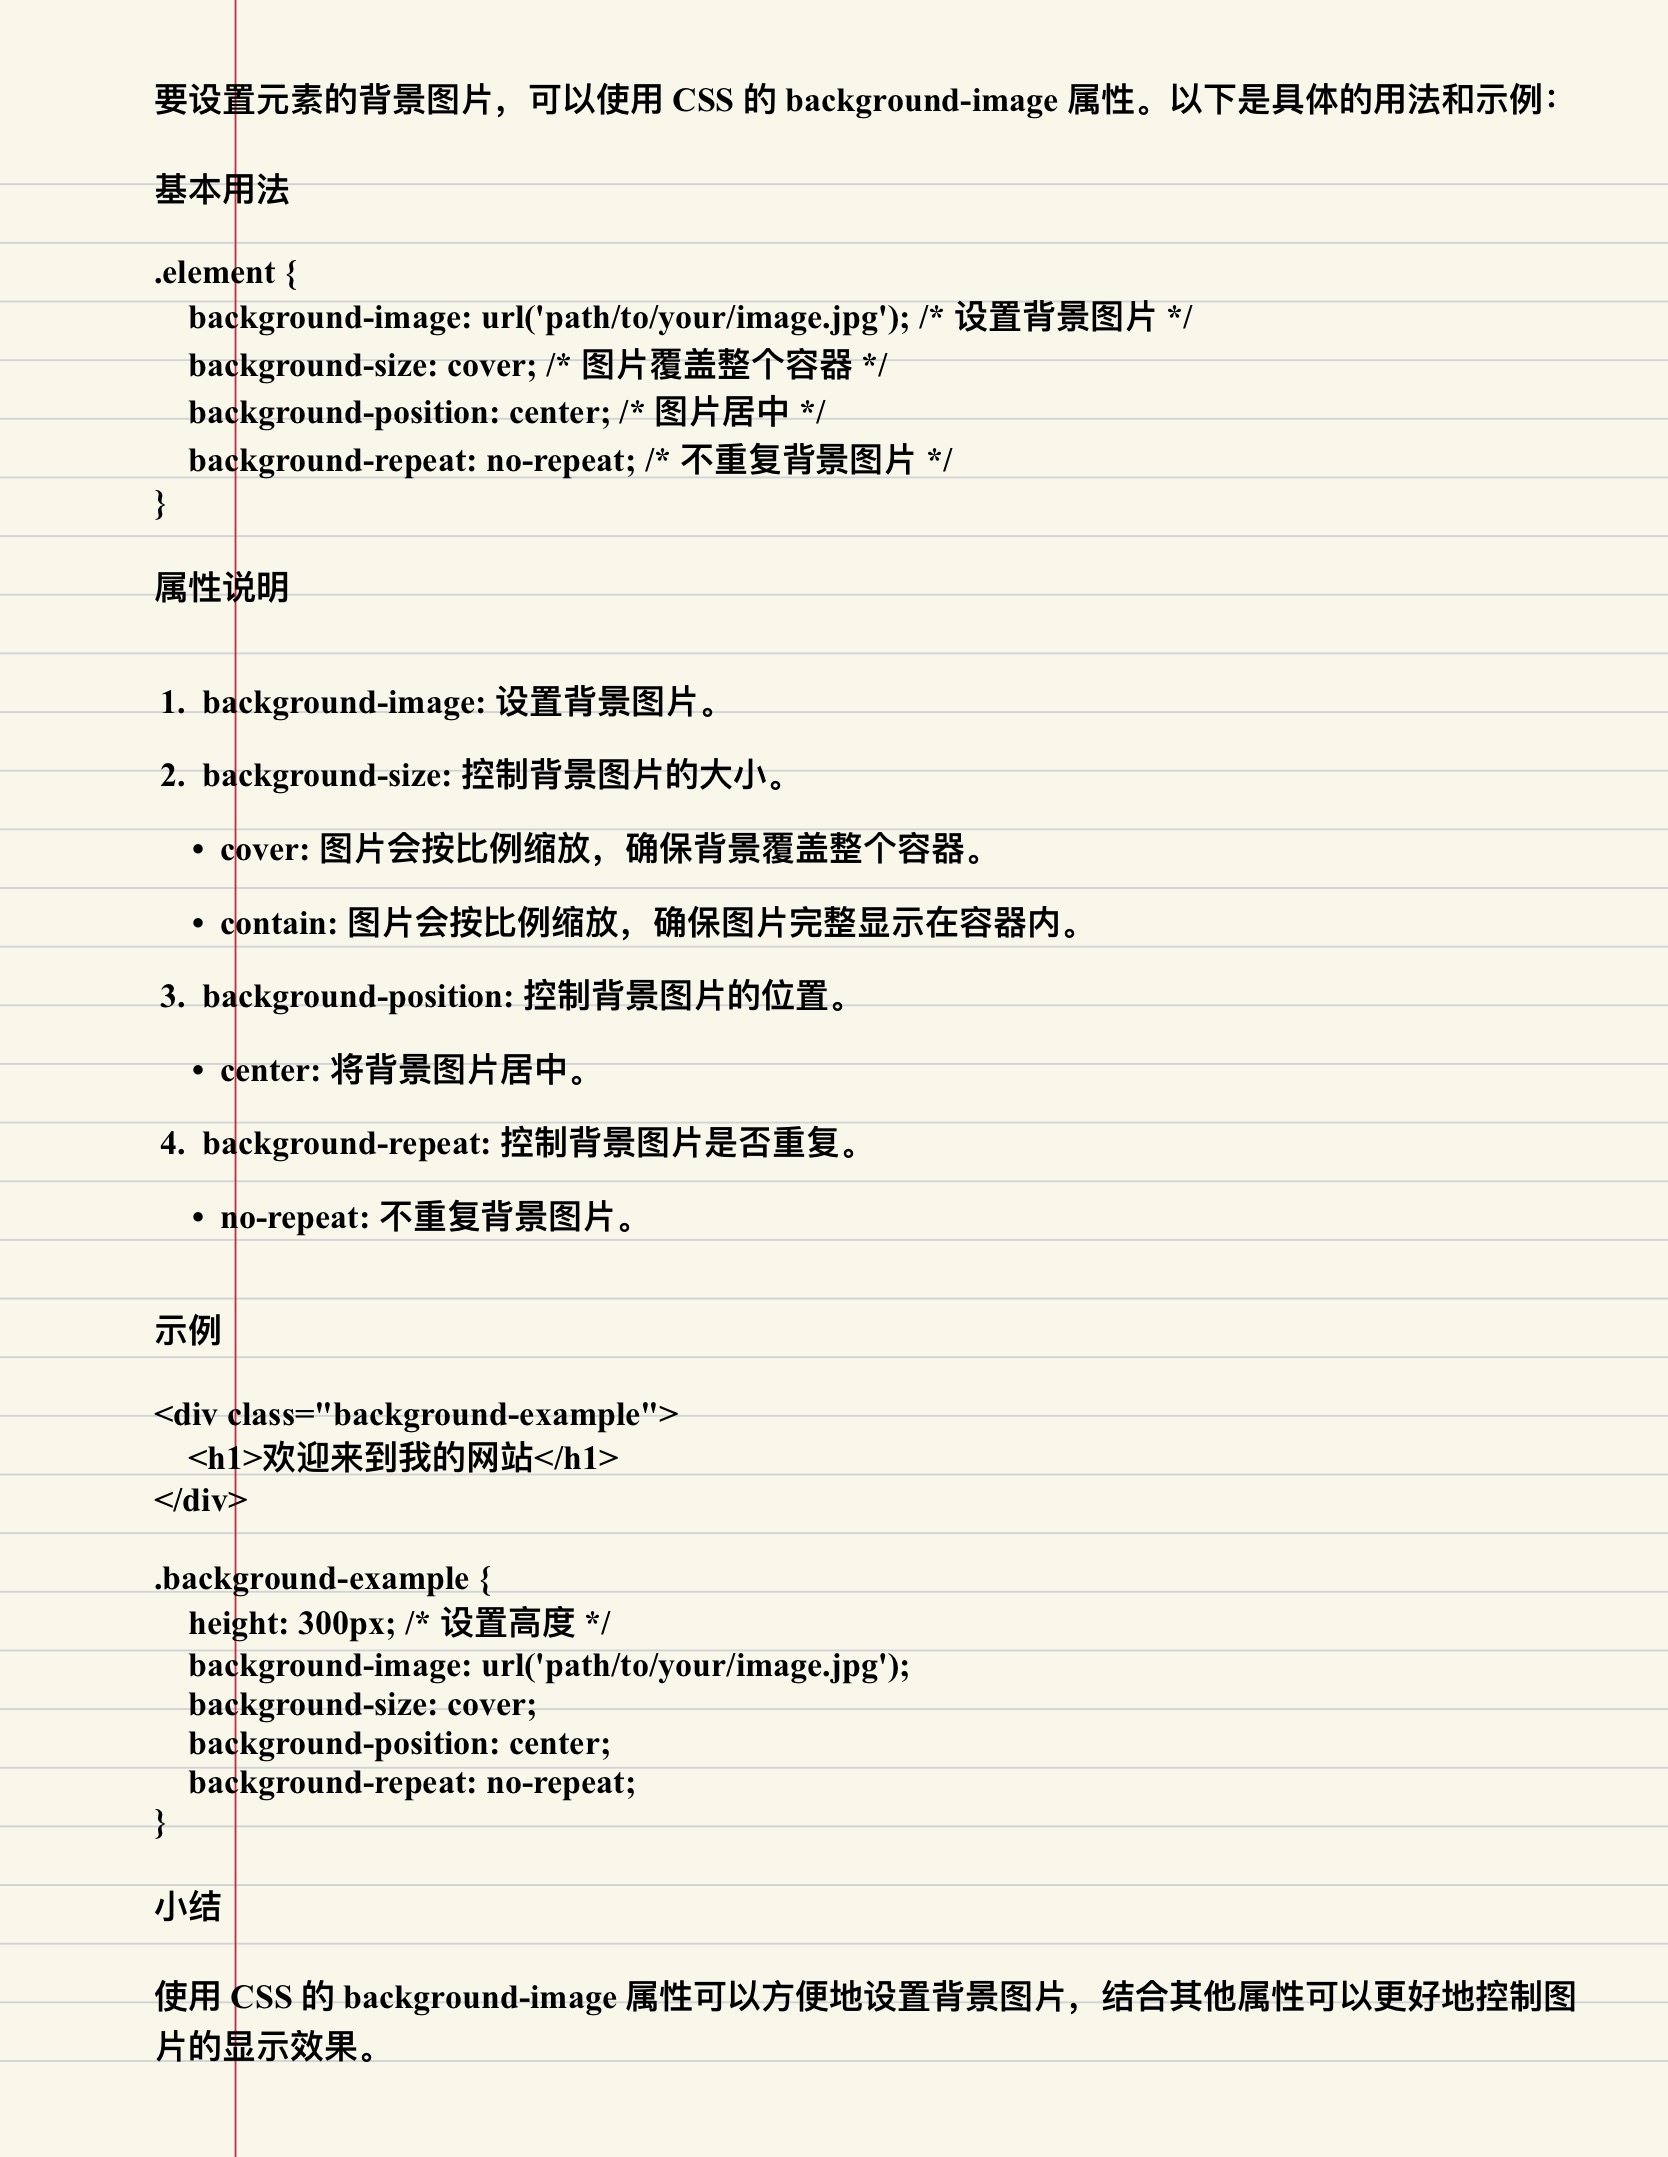 要设置元素的背景图片，可以使用 CSS 的 background-image 属性。以下是具体的用法和示例：
基本用法
.element {
    background-image: url('path/to/your/image.jpg'); /* 设置背景图片 */
    background-size: cover; /* 图片覆盖整个容器 */
    background-position: center; /* 图片居中 */
    background-repeat: no-repeat; /* 不重复背景图片 */
}
属性说明
1. background-image: 设置背景图片。
2. background-size: 控制背景图片的大小。
• cover: 图片会按比例缩放，确保背景覆盖整个容器。
• contain: 图片会按比例缩放，确保图片完整显示在容器内。
3. background-position: 控制背景图片的位置。
• center: 将背景图片居中。
4. background-repeat: 控制背景图片是否重复。
• no-repeat: 不重复背景图片。
示例
<div class="background-example">
    <h1>欢迎来到我的网站</h1>
</div>
.background-example {
    height: 300px; /* 设置高度 */
    background-image: url('path/to/your/image.jpg');
    background-size: cover;
    background-position: center;
    background-repeat: no-repeat;
}
小结
使用 CSS 的 background-image 属性可以方便地设置背景图片，结合其他属性可以更好地控制图
片的显示效果。